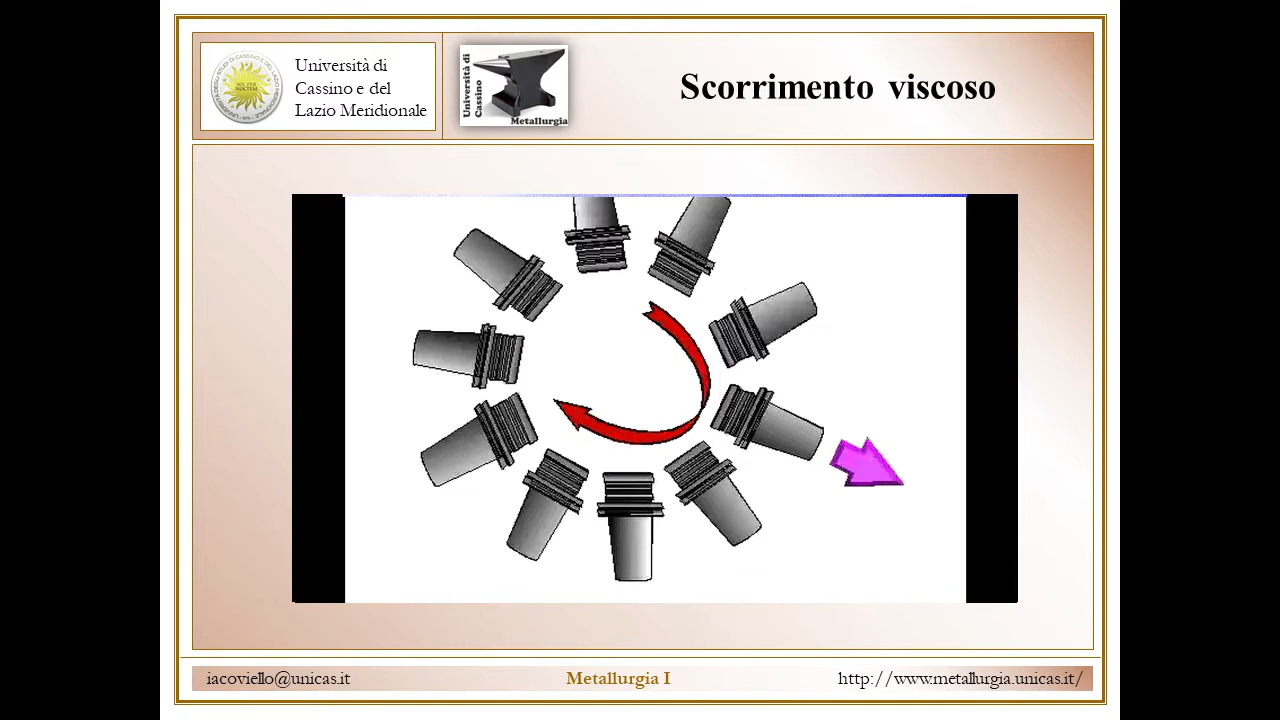 Università di
Cassino e del
Lazio Meridionale
Università di
Cassino
Metallurgia
Scorrimento viscoso
iacoviello@unicas.it
Metallurgia I
http://www.metallurgia.unicas.it/